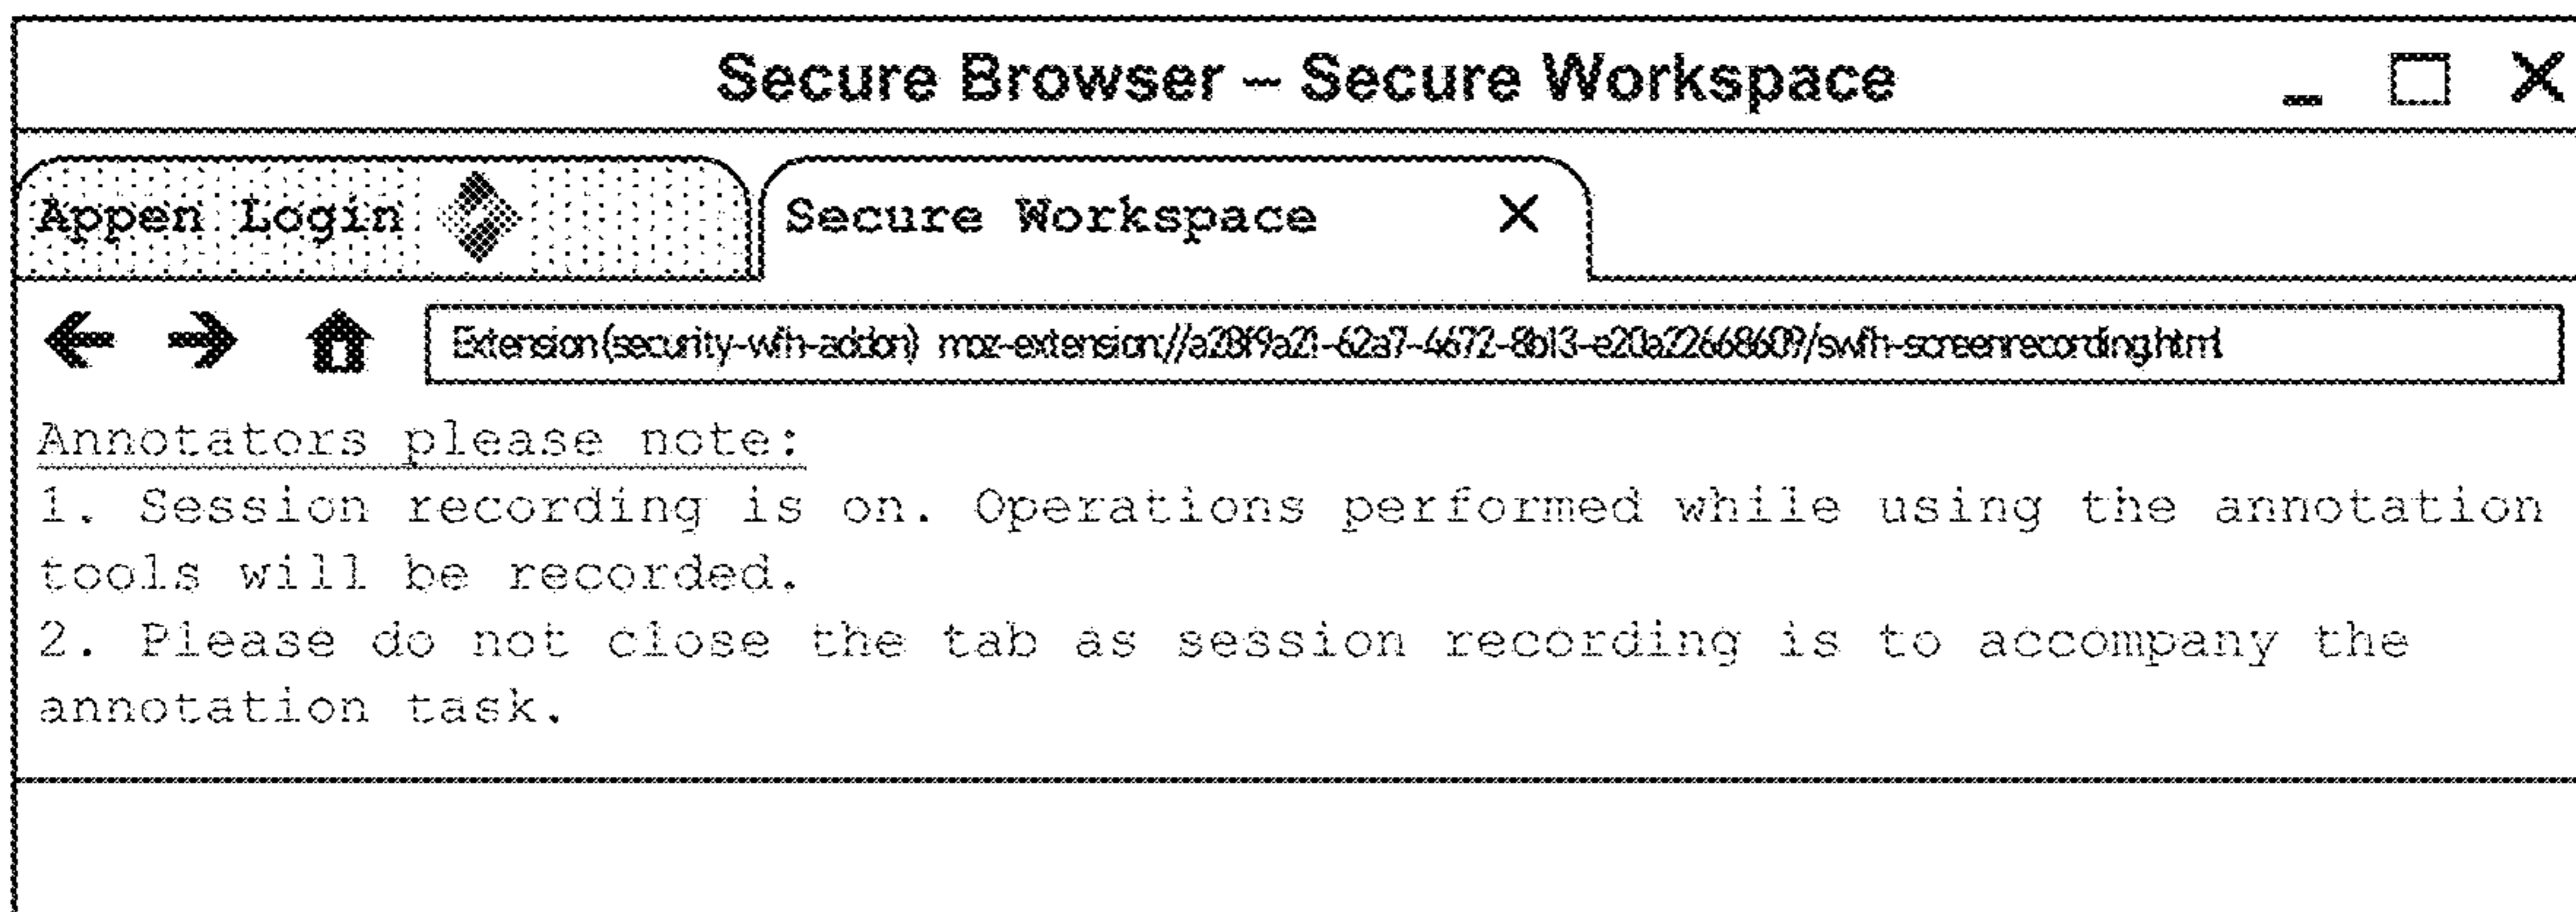 Secure Browser – Secure Workspace
Appen Login
Secure Workspace
Extension (security-wfh-addon) moz-extension://a28f9a21-62a7-4672-8b13-e20a22668609/swfh-screenrecording.html
Annotators please note:
1. Session recording is on. Operations performed while using the annotation
tools will be recorded.
2. Please do not close the tab as session recording is to accompany the
annotation task.